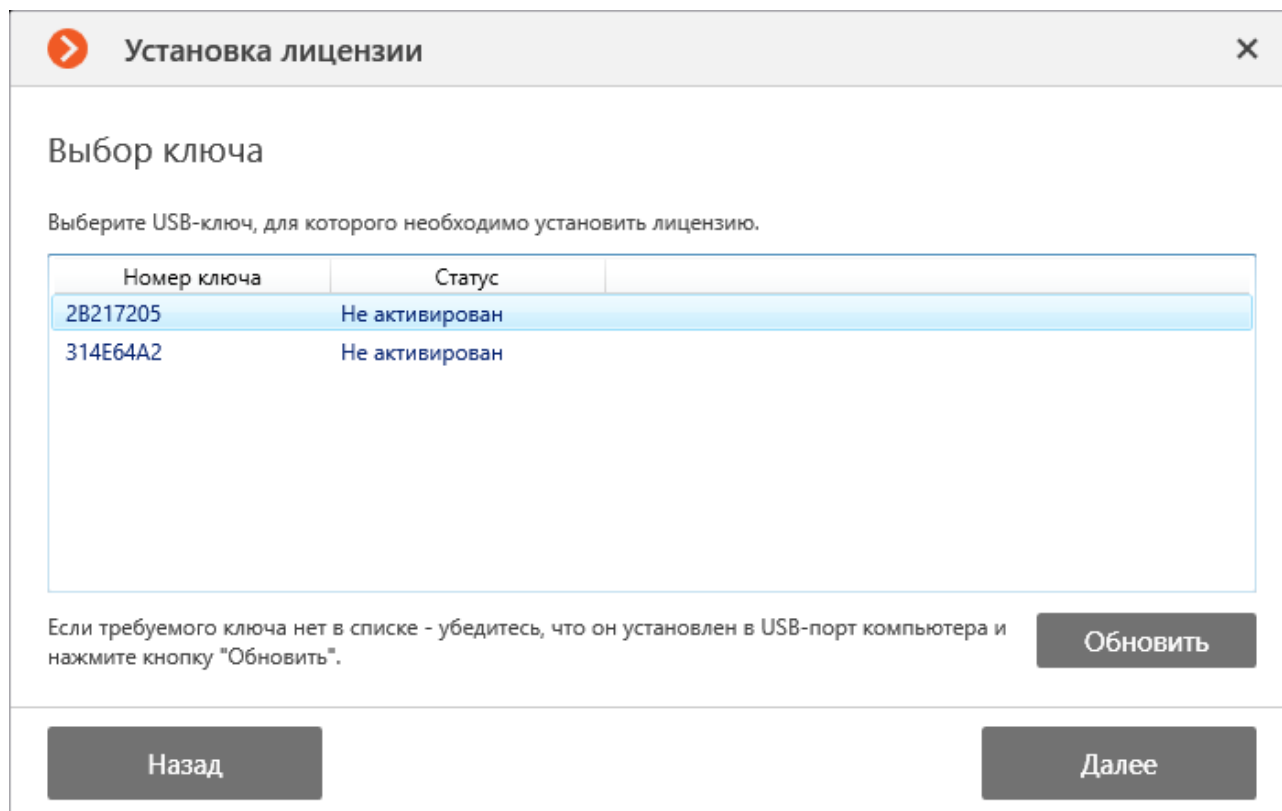 Установка лицензии
Выбор ключа
Выберите USB-ключ, для которого необходимо установить лицензию.
Номер ключа Статус
2B217205 Не активирован
314E64A2 Не активирован
Если требуемого ключа нет в списке - убедитесь, что он установлен в USB-порт компьютера и
нажмите кнопку "Обновить".
Обновить
Назад Далее